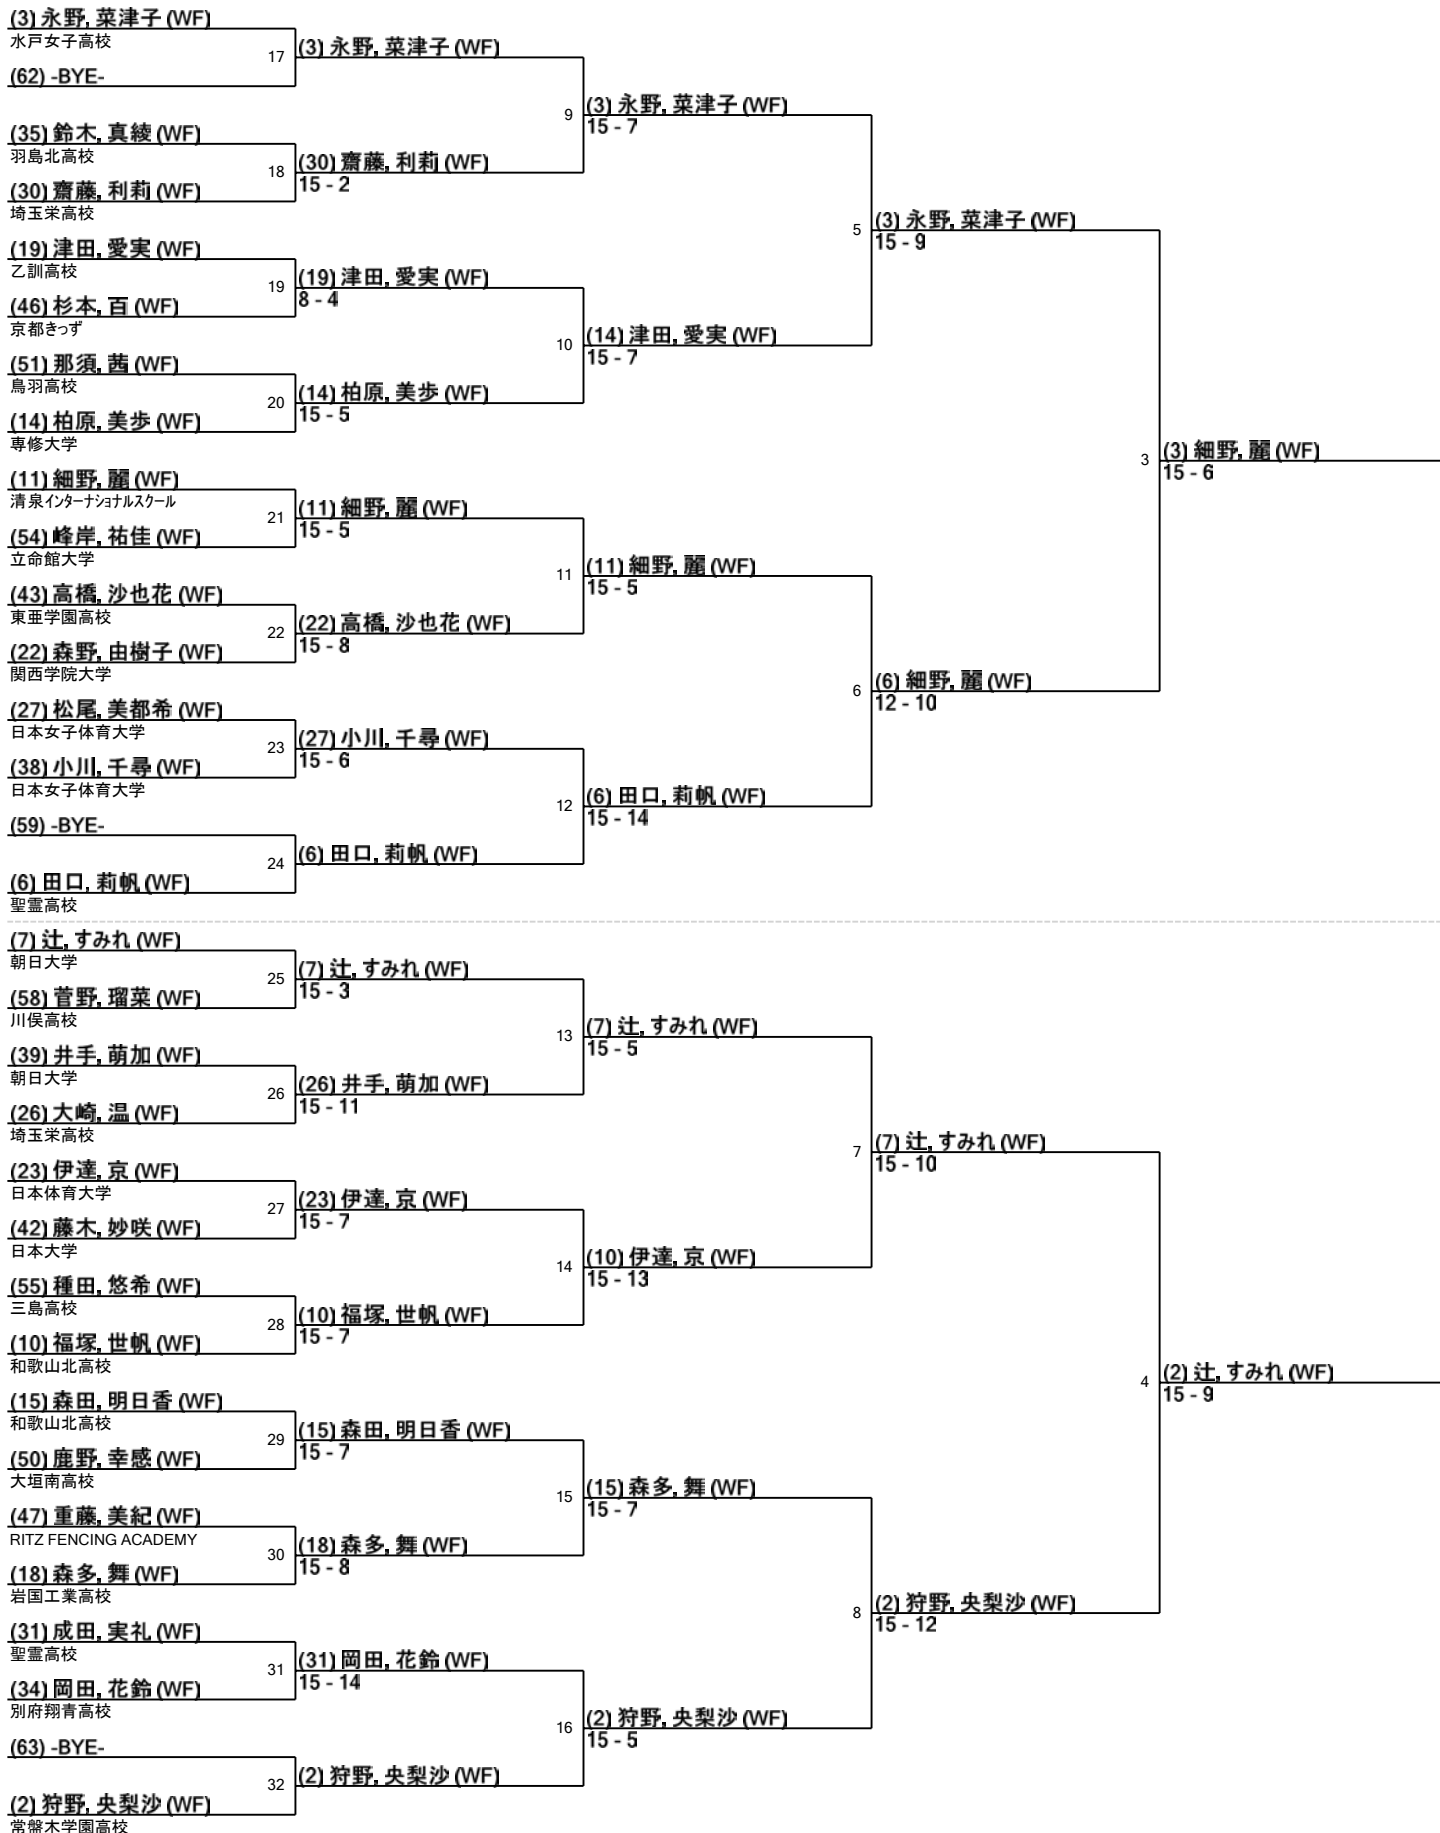 (3) 永野, 菜津子 (WF)
水戸女子高校
17
(3) 永野, 菜津子 (WF)
(62) -BYE-
9
(3) 永野, 菜津子 (WF)
15 - 7
(35) 鈴木, 真綾 (WF)
羽島北高校
18
(30) 齋藤, 利莉 (WF)
15 - 2
(30) 齋藤, 利莉 (WF)
埼玉栄高校
5
(3) 永野, 菜津子 (WF)
15 - 9
(19) 津田, 愛実 (WF)
乙訓高校
19
(19) 津田, 愛実 (WF)
8 - 4
(46) 杉本, 百 (WF)
京都きっず
10
(14) 津田, 愛実 (WF)
15 - 7
(51) 那須, 茜 (WF)
鳥羽高校
20
(14) 柏原, 美歩 (WF)
15 - 5
(14) 柏原, 美歩 (WF)
専修大学
3
(3) 細野, 麗 (WF)
15 - 6
(11) 細野, 麗 (WF)
清泉インターナショナルスクール
21
(11) 細野, 麗 (WF)
15 - 5
(54) 峰岸, 祐佳 (WF)
立命館大学
11
(11) 細野, 麗 (WF)
15 - 5
(43) 高橋, 沙也花 (WF)
東亜学園高校
22
(22) 高橋, 沙也花 (WF)
15 - 8
(22) 森野, 由樹子 (WF)
関西学院大学
6
(6) 細野, 麗 (WF)
12 - 10
(27) 松尾, 美都希 (WF)
日本女子体育大学
23
(27) 小川, 千尋 (WF)
15 - 6
(38) 小川, 千尋 (WF)
日本女子体育大学
12
(6) 田口, 莉帆 (WF)
15 - 14
(59) -BYE-
24
(6) 田口, 莉帆 (WF)
(6) 田口, 莉帆 (WF)
聖霊高校
(7) 辻, すみれ (WF)
朝日大学
25
(7) 辻, すみれ (WF)
15 - 3
(58) 菅野, 瑠菜 (WF)
川俣高校
13
(7) 辻, すみれ (WF)
15 - 5
(39) 井手, 萌加 (WF)
朝日大学
26
(26) 井手, 萌加 (WF)
15 - 11
(26) 大崎, 温 (WF)
埼玉栄高校
7
(7) 辻, すみれ (WF)
15 - 10
(23) 伊達, 京 (WF)
日本体育大学
27
(23) 伊達, 京 (WF)
15 - 7
(42) 藤木, 妙咲 (WF)
日本大学
14
(10) 伊達, 京 (WF)
15 - 13
(55) 種田, 悠希 (WF)
三島高校
28
(10) 福塚, 世帆 (WF)
15 - 7
(10) 福塚, 世帆 (WF)
和歌山北高校
4
(2) 辻, すみれ (WF)
15 - 9
(15) 森田, 明日香 (WF)
和歌山北高校
29
(15) 森田, 明日香 (WF)
15 - 7
(50) 鹿野, 幸感 (WF)
大垣南高校
15
(15) 森多, 舞 (WF)
15 - 7
(47) 重藤, 美紀 (WF)
RITZ FENCING ACADEMY
30
(18) 森多, 舞 (WF)
15 - 8
(18) 森多, 舞 (WF)
岩国工業高校
8
(2) 狩野, 央梨沙 (WF)
15 - 12
(31) 成田, 実礼 (WF)
聖霊高校
31
(31) 岡田, 花鈴 (WF)
15 - 14
(34) 岡田, 花鈴 (WF)
別府翔青高校
16
(2) 狩野, 央梨沙 (WF)
15 - 5
(63) -BYE-
32
(2) 狩野, 央梨沙 (WF)
(2) 狩野, 央梨沙 (WF)
常盤木学園高校